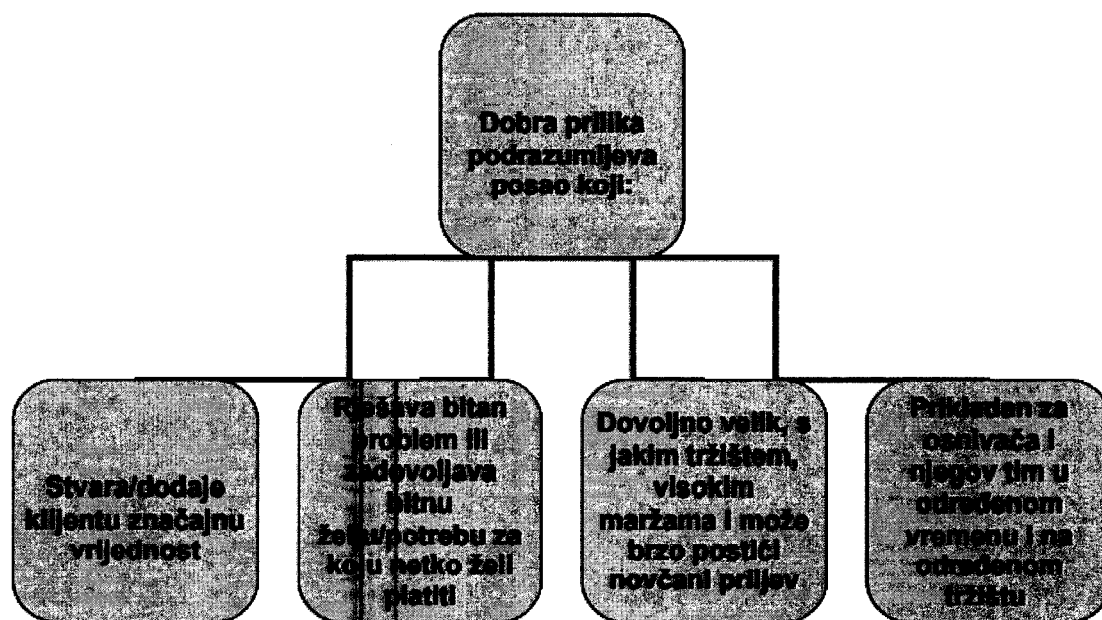 Dobra prilika
podrazumijeva
posao koji:
Stvara/dodaje
klijentu značajnu
vrijednost
Rješava bitan
problem ili
zadovoljava
bitnu
želju/potrebu za
koju netko želi
platiti
Dovoljno velik, s
jakim tržištem,
visokim
maržama i može
brzo postići
novčani priljev
Prikladan za
osnivača i
njegov tim u
određenom
vremenu i na
određenom
tržištu